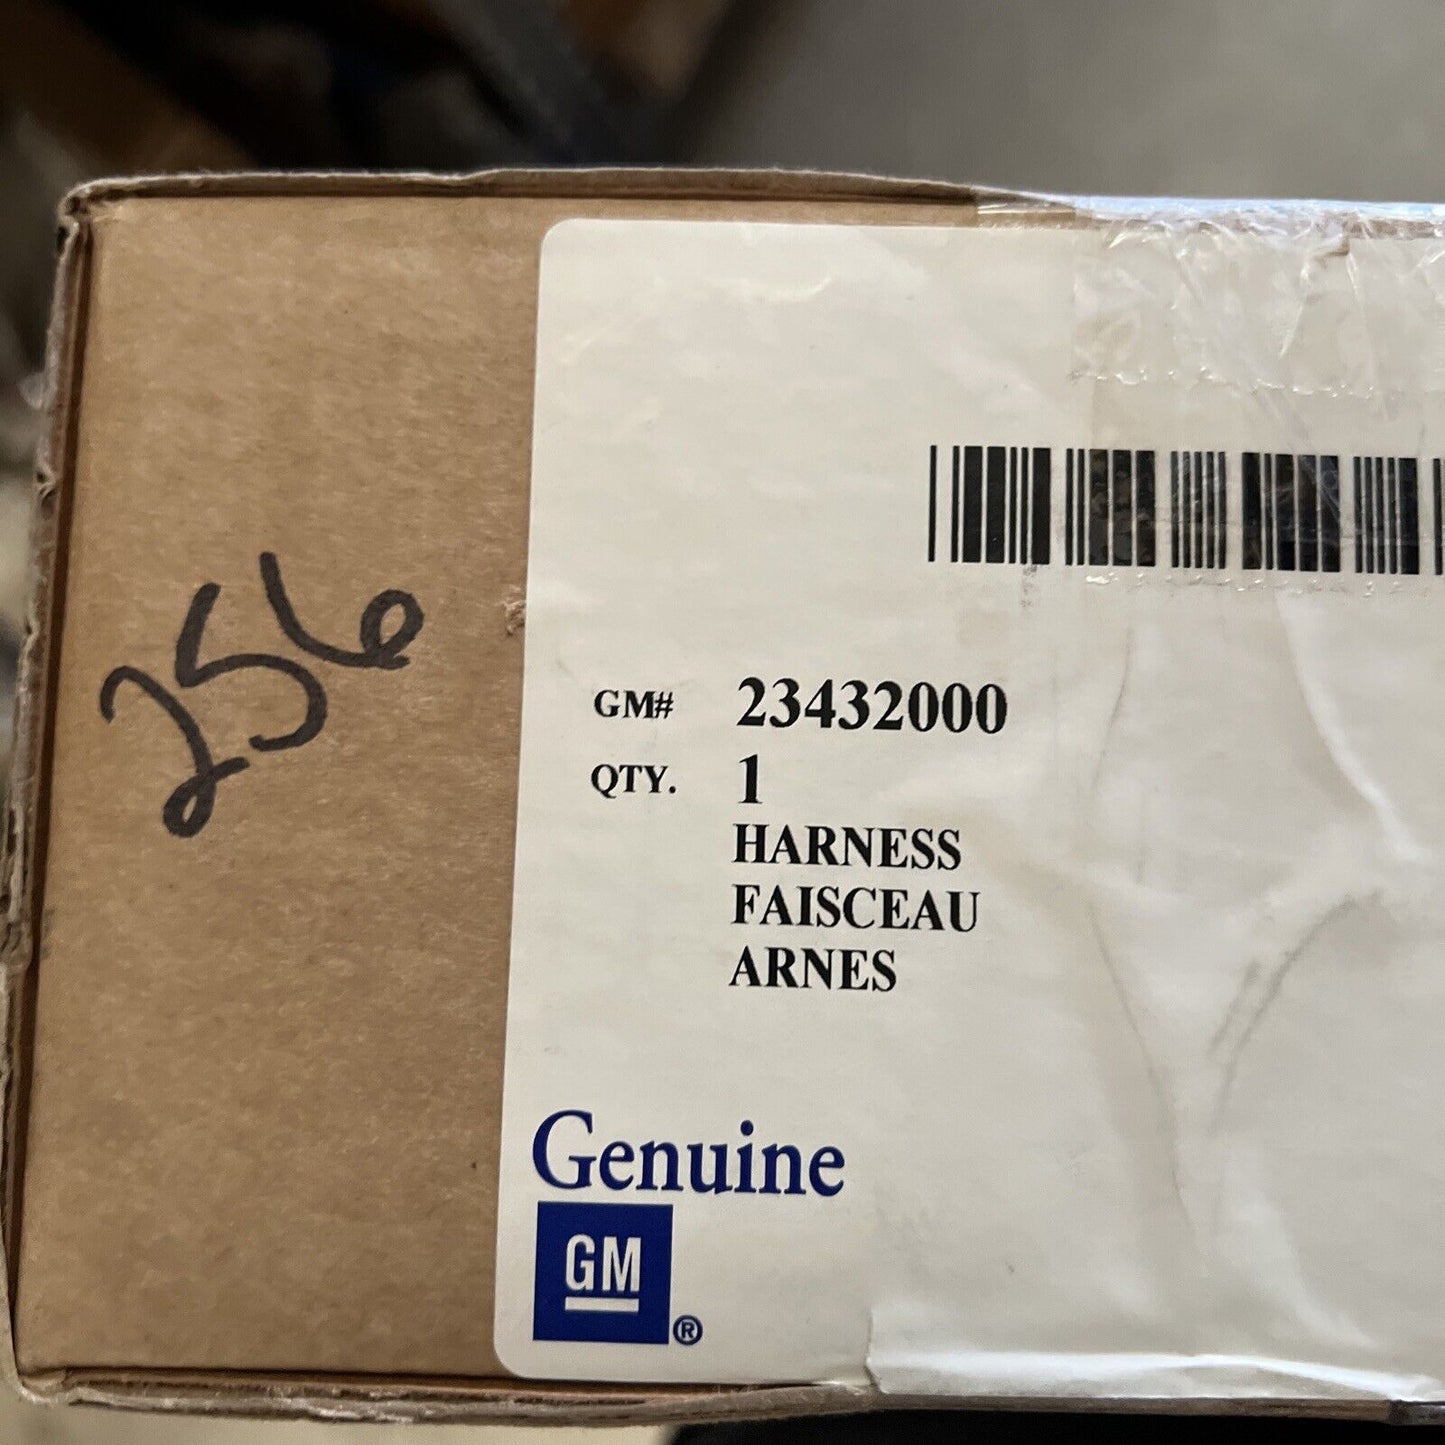 256
GM# 23432000
QTY. 1
HARNESS
FAISCEAU
ARNES
Genuine
GM
®